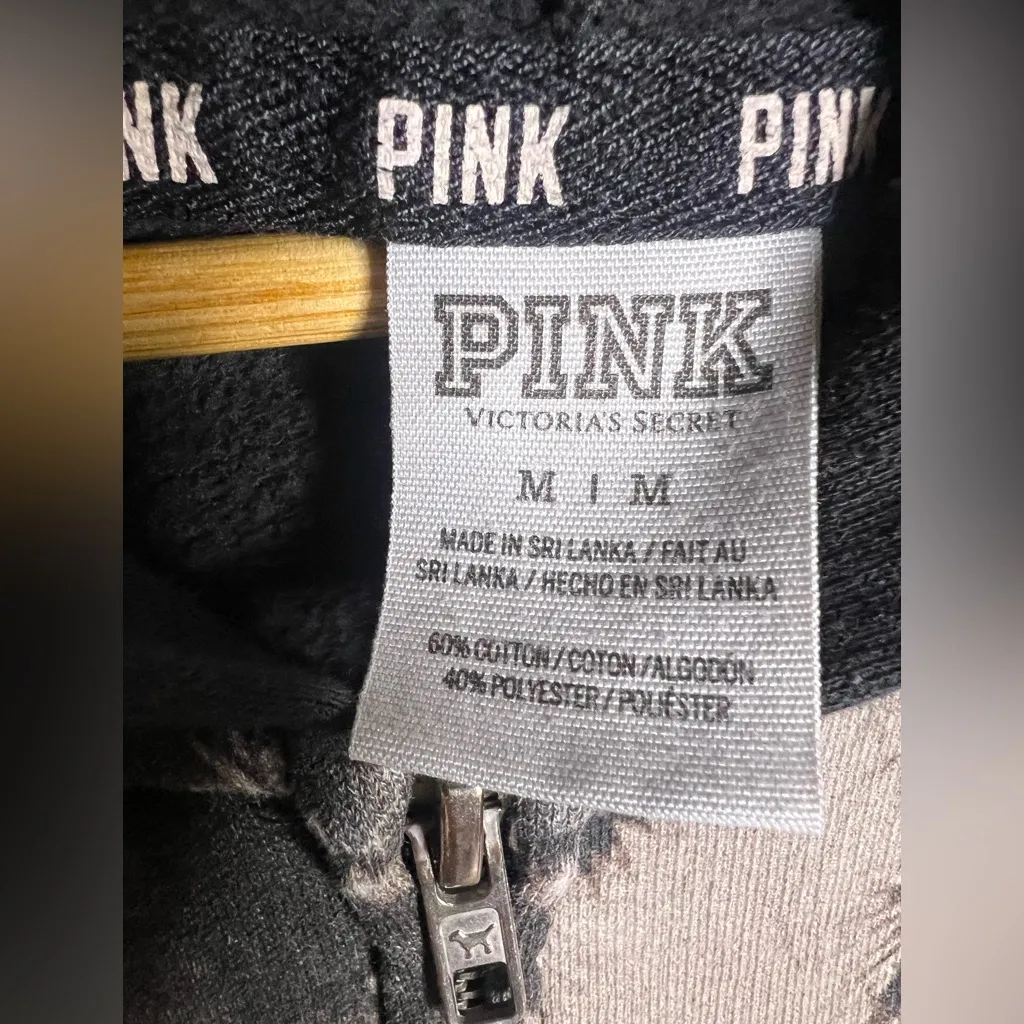 NK PINK PINK
PINK
VICTORIA'S SECRET
M | M
MADE IN SRI LANKA / FAIT AU
SRI LANKA / HECHO EN SRI LANKA
60% COTTON / COTON / ALGODÓN
40% POLYESTER / POLIÉSTER